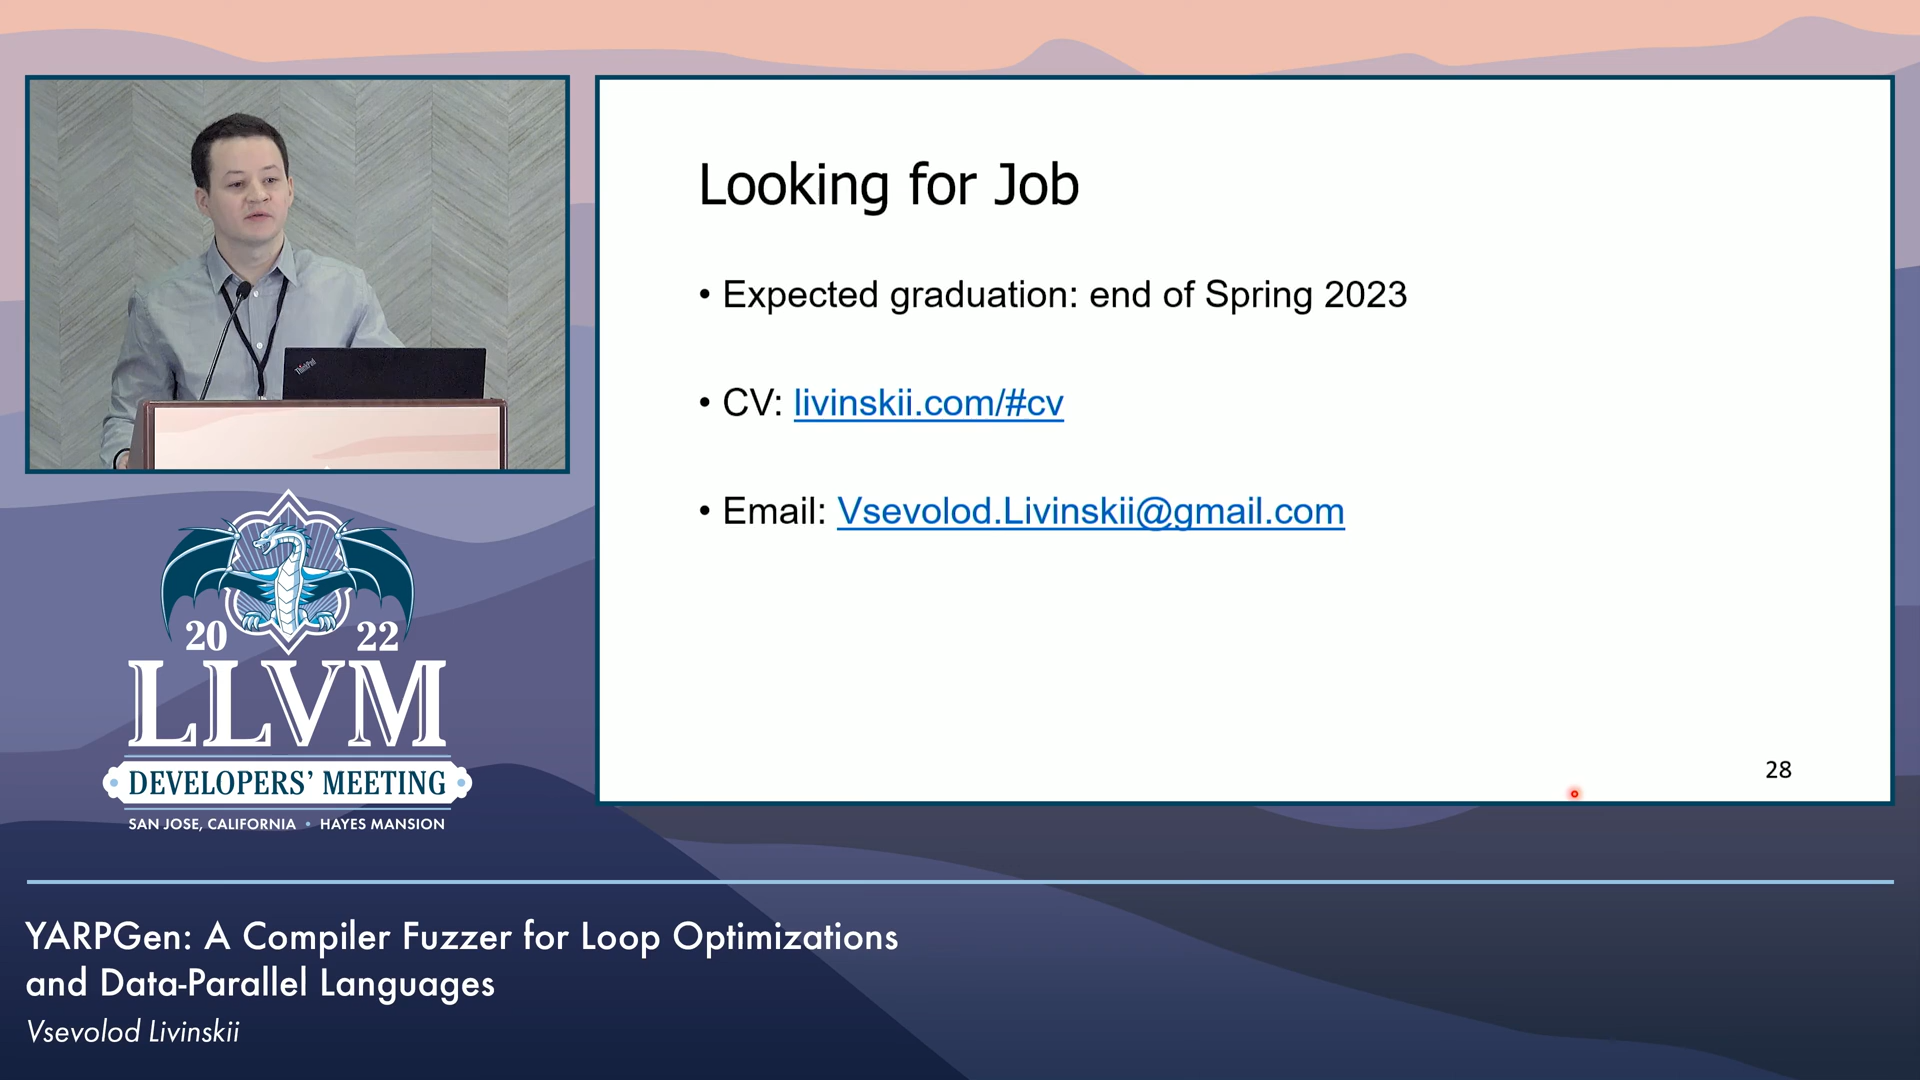 Looking for Job
• Expected graduation: end of Spring 2023
• CV: livinskii.com/#cv
• Email: Vsevolod.Livinskii@gmail.com
28
ThinkPad
20 22
LLVM
DEVELOPERS’ MEETING
SAN JOSE, CALIFORNIA • HAYES MANSION
YARPGen: A Compiler Fuzzer for Loop Optimizations
and Data-Parallel Languages
Vsevolod Livinskii